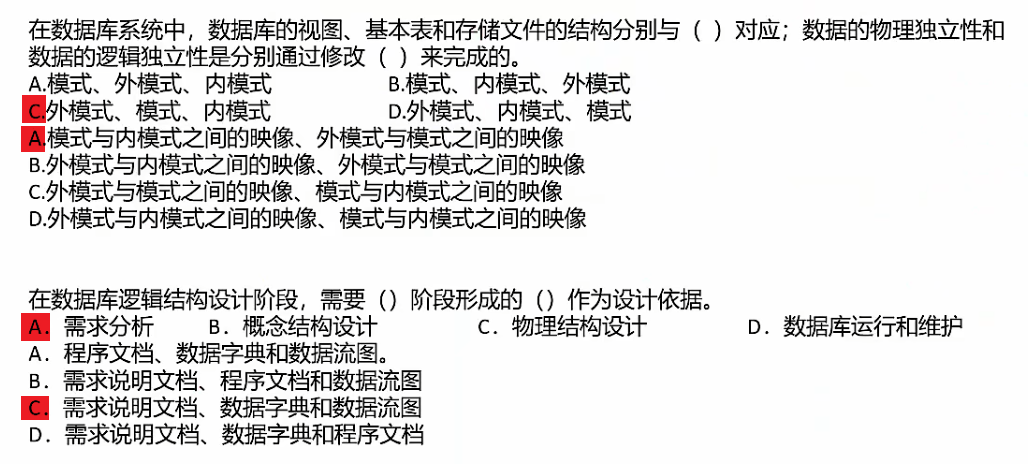 在数据库系统中，数据库的视图、基本表和存储文件的结构分别与（ ）对应；数据的物理独立性和
数据的逻辑独立性是分别通过修改（ ）来完成的。
A.模式、外模式、内模式 B.模式、内模式、外模式
C.外模式、模式、内模式 D.外模式、内模式、模式
A.模式与内模式之间的映像、外模式与模式之间的映像
B.外模式与内模式之间的映像、外模式与模式之间的映像
C.外模式与模式之间的映像、模式与内模式之间的映像
D.外模式与内模式之间的映像、模式与内模式之间的映像
在数据库逻辑结构设计阶段，需要（）阶段形成的（）作为设计依据。
A．需求分析 B．概念结构设计 C．物理结构设计 D．数据库运行和维护
A．程序文档、数据字典和数据流图。
B．需求说明文档、程序文档和数据流图
C．需求说明文档、数据字典和数据流图
D．需求说明文档、数据字典和程序文档